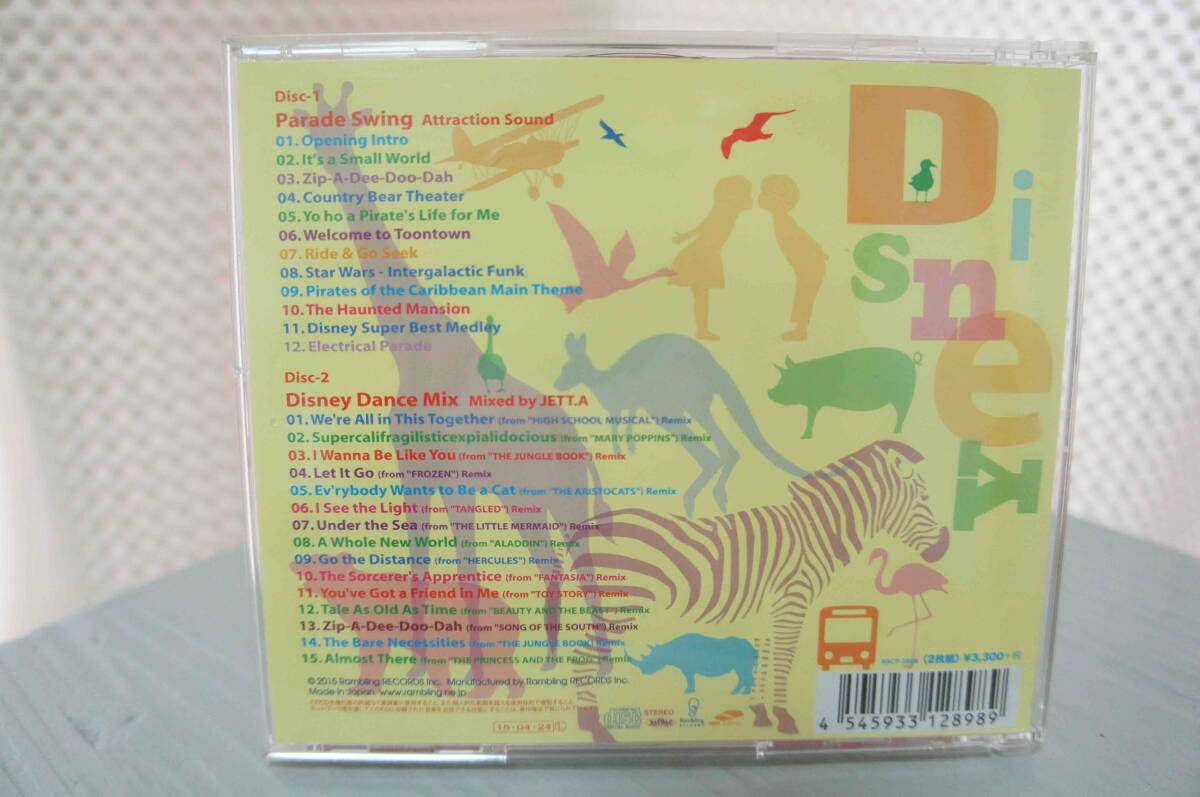 Disc-1
Parade Swing Attraction Sound
01. Opening Intro
02. It's a Small World
03. Zip-A-Dee-Doo-Dah
04. Country Bear Theater
05. Yo ho a Pirate's Life for Me
06. Welcome to Toontown
07. Ride & Go Seek
08. Star Wars - Intergalactic Funk
09. Pirates of the Caribbean Main Theme
10. The Haunted Mansion
11. Disney Super Best Medley
12. Electrical Parade
Disc-2
Disney Dance Mix Mixed by JETT.A
01. We're All in This Together (from "HIGH SCHOOL MUSICAL") Remix
02. Supercalifragilisticexpialidocious (from "MARY POPPINS") Remix
03. I Wanna Be Like You (from "THE JUNGLE BOOK") Remix
04. Let It Go (from "FROZEN") Remix
05. Ev'rybody Wants to Be a Cat (from "THE ARISTOCATS") Remix
06. I See the Light (from "TANGLED") Remix
07. Under the Sea (from "THE LITTLE MERMAID") Remix
08. A Whole New World (from "ALADDIN") Remix
09. Go the Distance (from "HERCULES") Remix
10. The Sorcerer's Apprentice (from "FANTASIA") Remix
11. You've Got a Friend in Me (from "TOY STORY") Remix
12. Tale As Old As Time (from "BEAUTY AND THE BEAST") Remix
13. Zip-A-Dee-Doo-Dah (from "SONG OF THE SOUTH") Remix
14. The Bare Necessities (from "THE JUNGLE BOOK) Remix
15. Almost There (from "THE PRINCESS AND THE FROG") Remix
© 2015 Rambling RECORDS Inc. Manufactured by Rambling RECORDS Inc.
Made in Japan. www.rambling.ne.jp
15・04・24 L
STEREO
Disney
(2枚組) ¥3,300+税
4 545933 128989